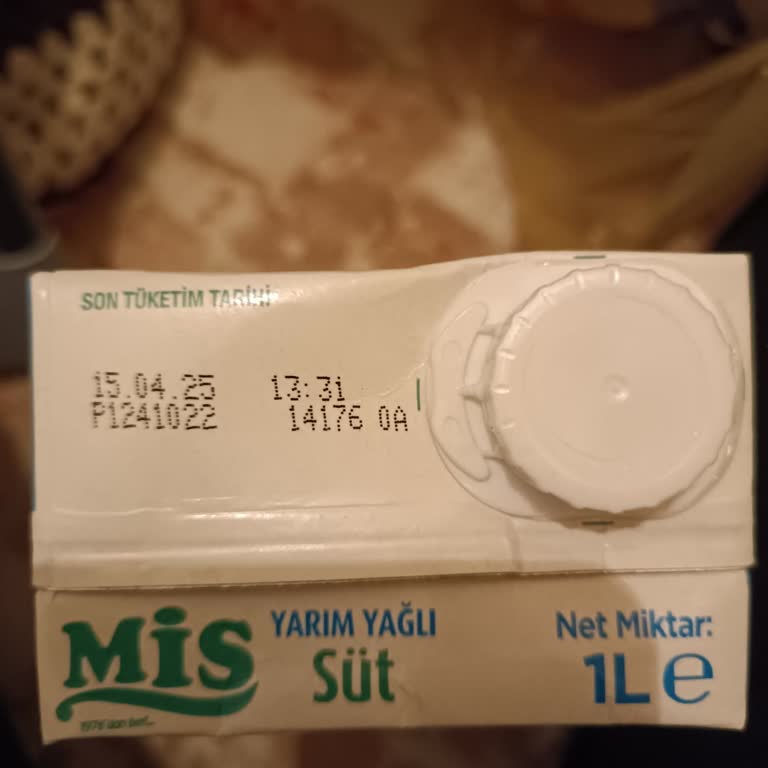 SON TÜKETİM TARİHİ
15.04.25 13:31
P1241022 14176 0A
MİS
YARIM YAĞLI
Süt
Net Miktar:
1L e